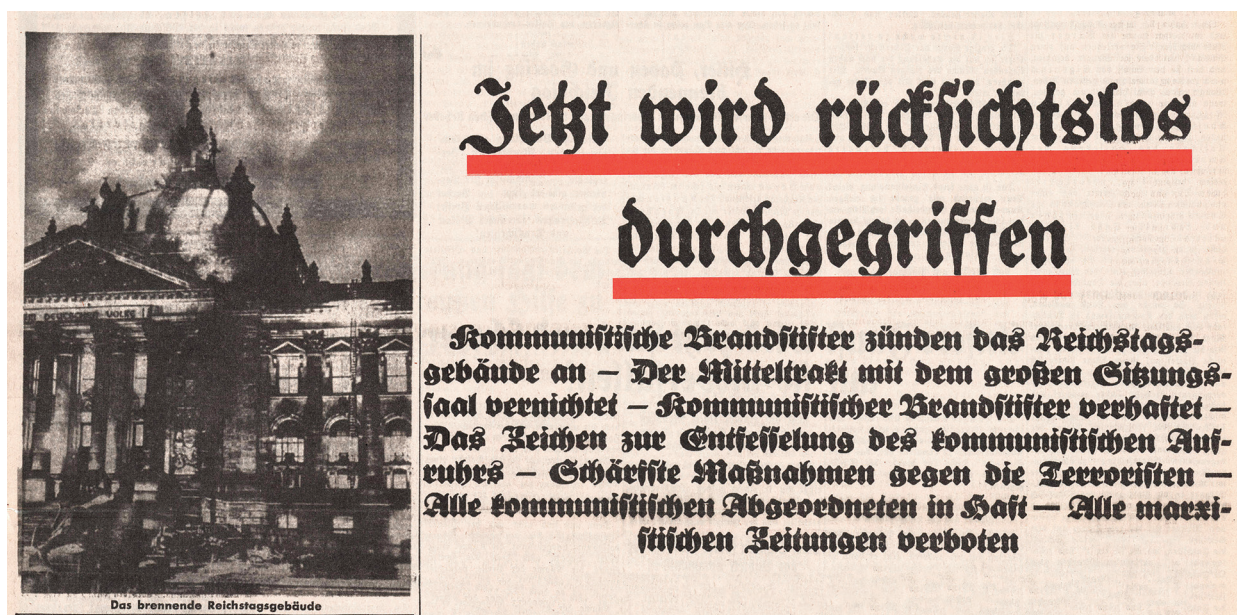 Jetzt wird rücksichtslos
durchgegriffen
Kommunistische Brandstifter zünden das Reichstags-
gebäude an — Der Mitteltrakt mit dem großen Sitzungs-
saal vernichtet — Kommunistischer Brandstifter verhaftet —
Das Zeichen zur Entfesselung des kommunistischen Auf-
ruhrs — Schärfste Maßnahmen gegen die Terroristen —
Alle kommunistischen Abgeordneten in Haft — Alle marxi-
stischen Zeitungen verboten
DEUTSCHEN VOLKE
Das brennende Reichstagsgebäude